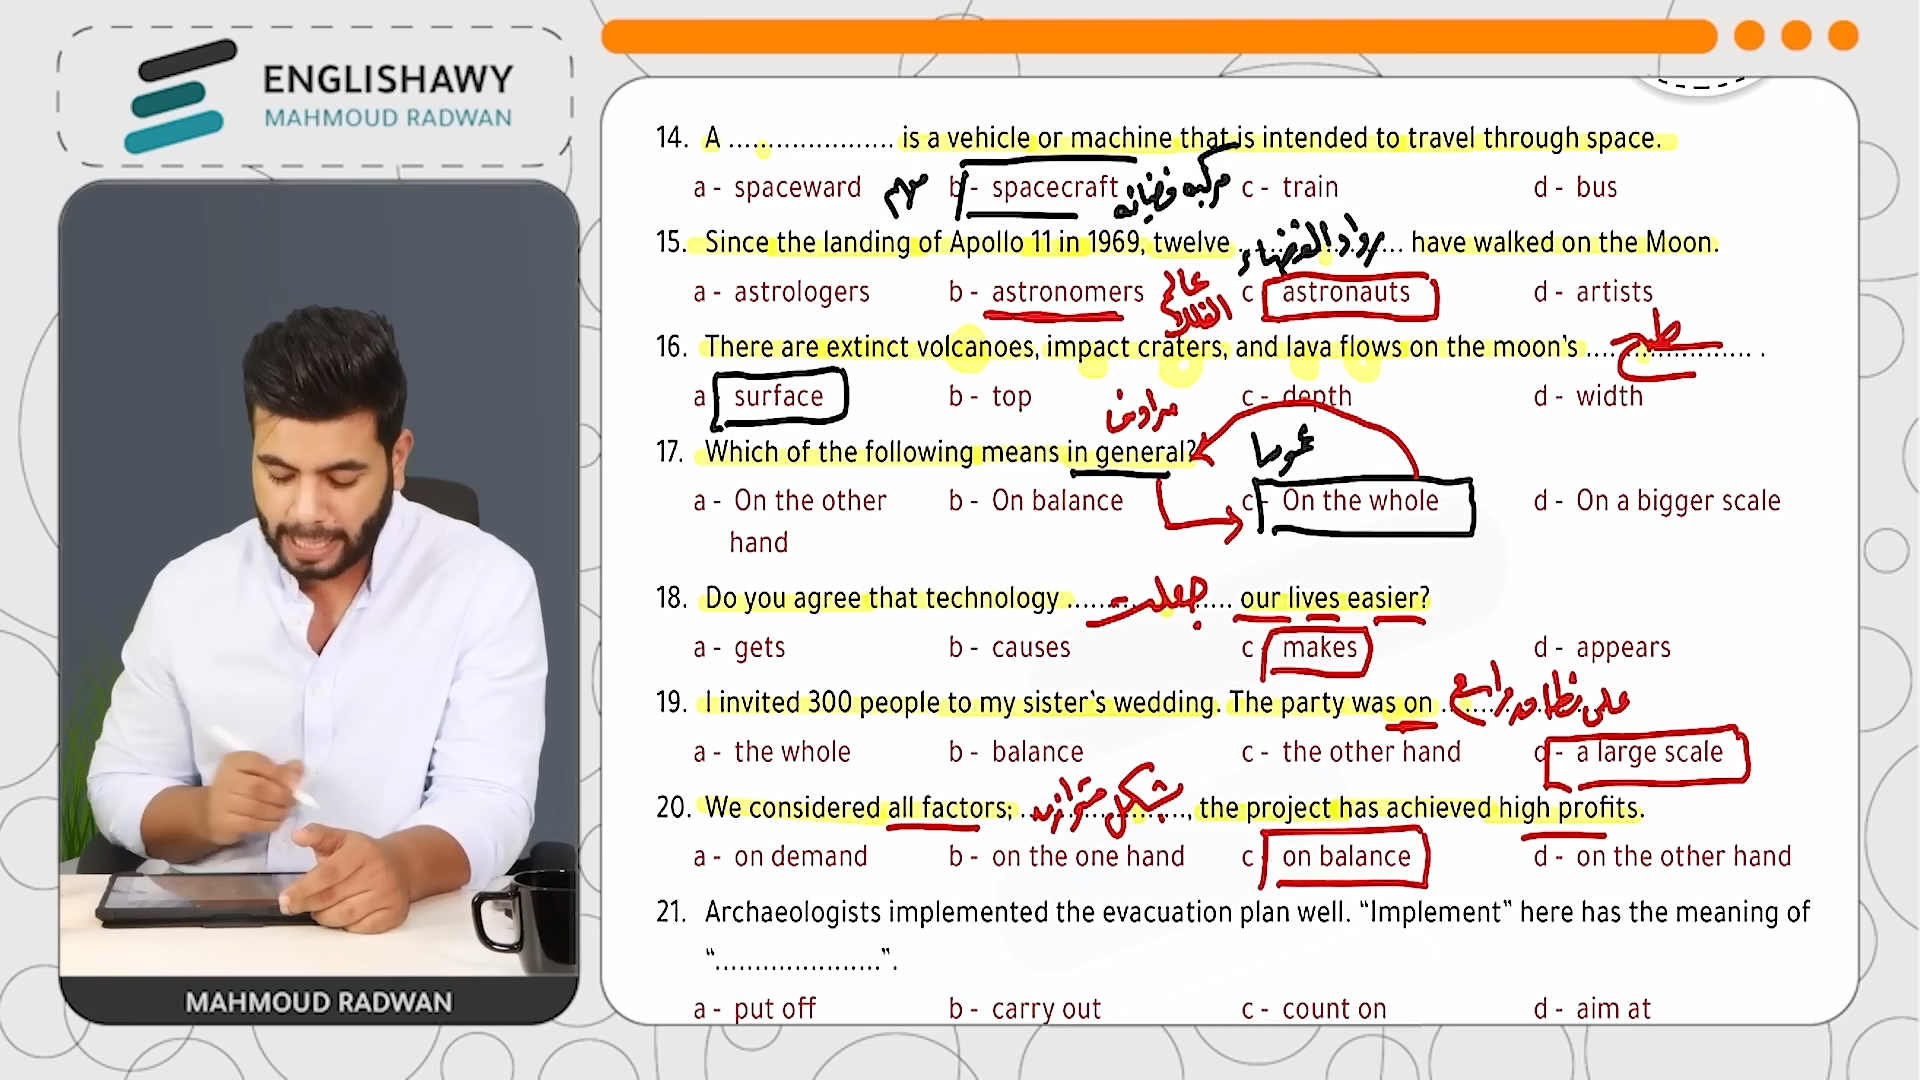 ENGLISHAWY
MAHMOUD RADWAN
14. A ..................... is a vehicle or machine that is intended to travel through space.
a - spaceward b - spacecraft مركبة فضائية c - train d - bus
رواد الفضاء
15. Since the landing of Apollo 11 in 1969, twelve ..................... have walked on the Moon.
a - astrologers b - astronomers عالم الفلك c - astronauts d - artists
سطح
16. There are extinct volcanoes, impact craters, and lava flows on the moon's ..................... .
a - surface b - top c - depth d - width
مرادف
17. Which of the following means in general? عموما
a - On the other b - On balance c - On the whole d - On a bigger scale
hand
18. Do you agree that technology ..................... our lives easier?
جعلت
a - gets b - causes c - makes d - appears
19. I invited 300 people to my sister's wedding. The party was on ..................... على نطاق واسع
a - the whole b - balance c - the other hand d - a large scale
بشكل متوازن
20. We considered all factors; ....................., the project has achieved high profits.
a - on demand b - on the one hand c - on balance d - on the other hand
21. Archaeologists implemented the evacuation plan well. “Implement” here has the meaning of
“.....................”.
a - put off b - carry out c - count on d - aim at
MAHMOUD RADWAN